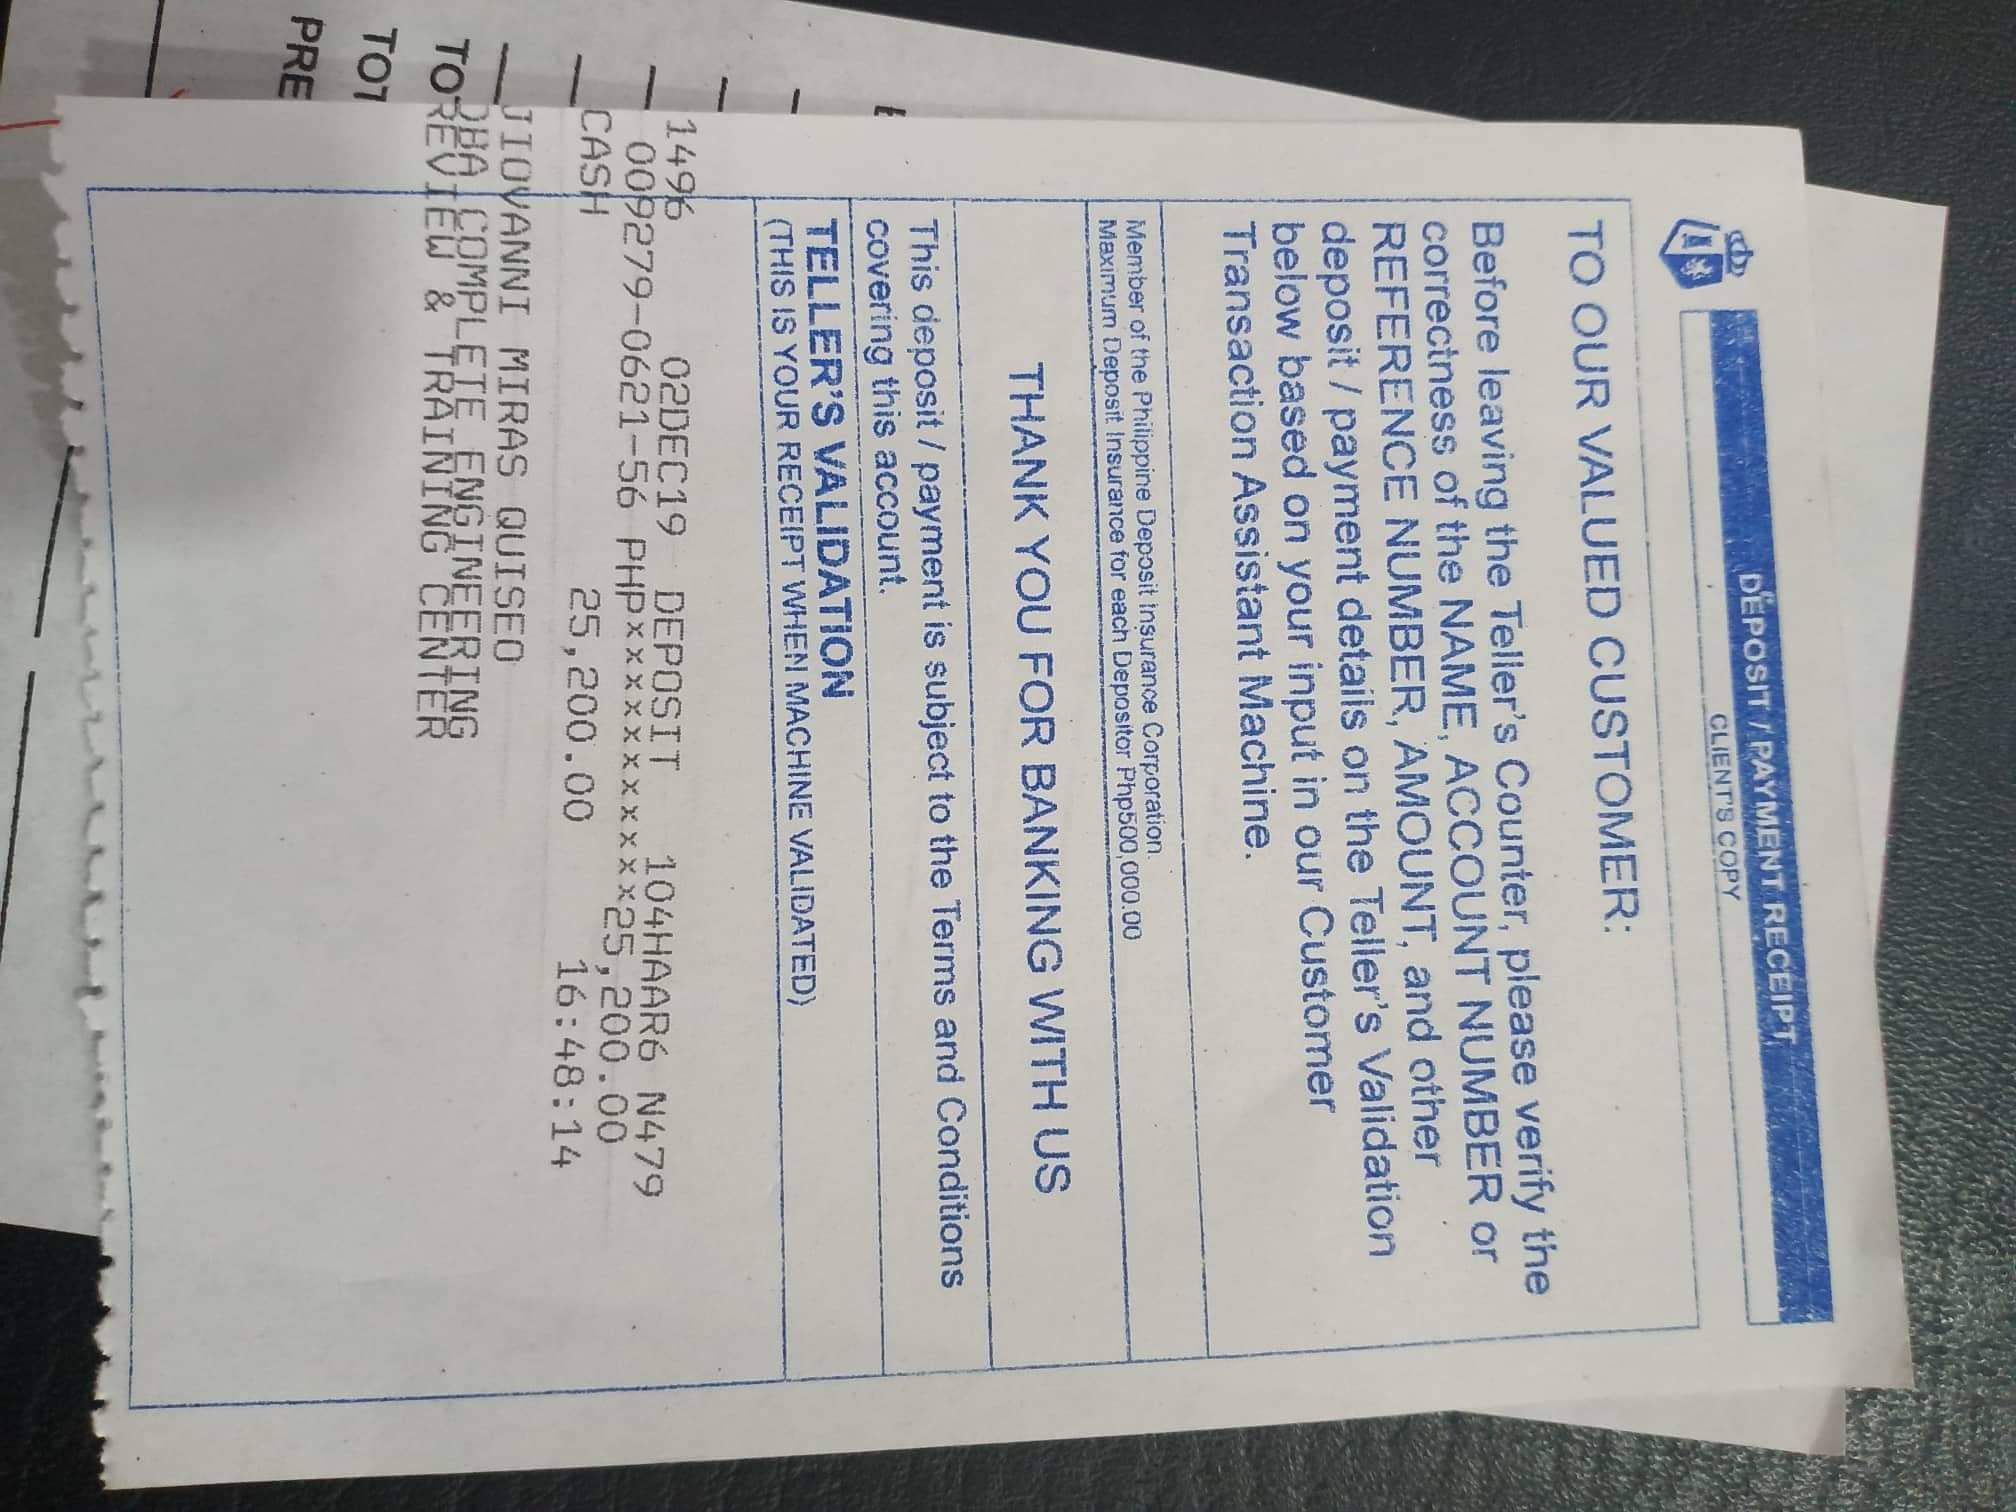 DEPOSIT / PAYMENT RECEIPT
CLIENT'S COPY
TO OUR VALUED CUSTOMER:
Before leaving the Teller's Counter, please verify the
correctness of the NAME, ACCOUNT NUMBER or
REFERENCE NUMBER, AMOUNT, and other
deposit / payment details on the Teller's Validation
below based on your input in our Customer
Transaction Assistant Machine.
Member of the Philippine Deposit Insurance Corporation.
Maximum Deposit Insurance for each Depositor Php500,000.00
THANK YOU FOR BANKING WITH US
This deposit / payment is subject to the Terms and Conditions
covering this account.
TELLER'S VALIDATION
(THIS IS YOUR RECEIPT WHEN MACHINE VALIDATED)
1496 02DEC19 DEPOSIT 104HAAR6 N479
009279-0621-56 PHPxxxxxxxxxxx25,200.00
CASH 25,200.00 16:48:14
JIOVANNI MIRAS QUISEO
DBA COMPLETE ENGINEERING
REVIEW & TRAINING CENTER
TO
TOT
PRE